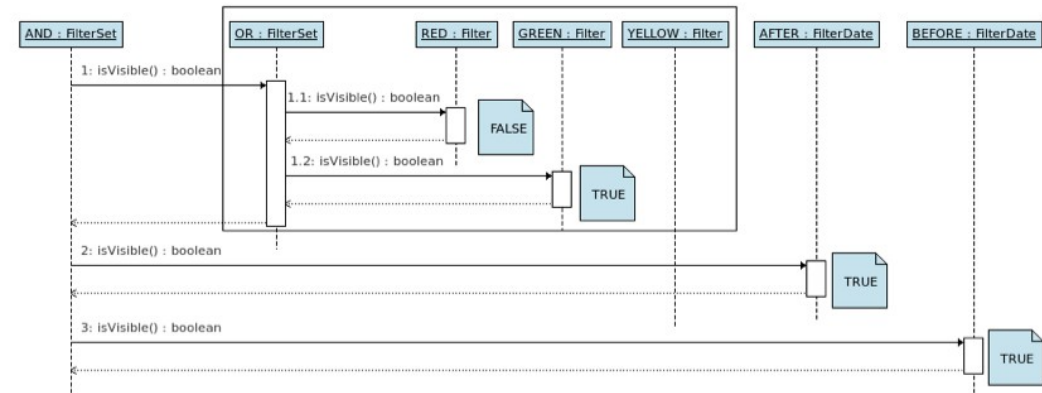 AND : FilterSet
OR : FilterSet
RED : Filter
GREEN : Filter
YELLOW : Filter
AFTER : FilterDate
BEFORE : FilterDate
1: isVisible() : boolean
1.1: isVisible() : boolean
FALSE
1.2: isVisible() : boolean
TRUE
2: isVisible() : boolean
TRUE
3: isVisible() : boolean
TRUE